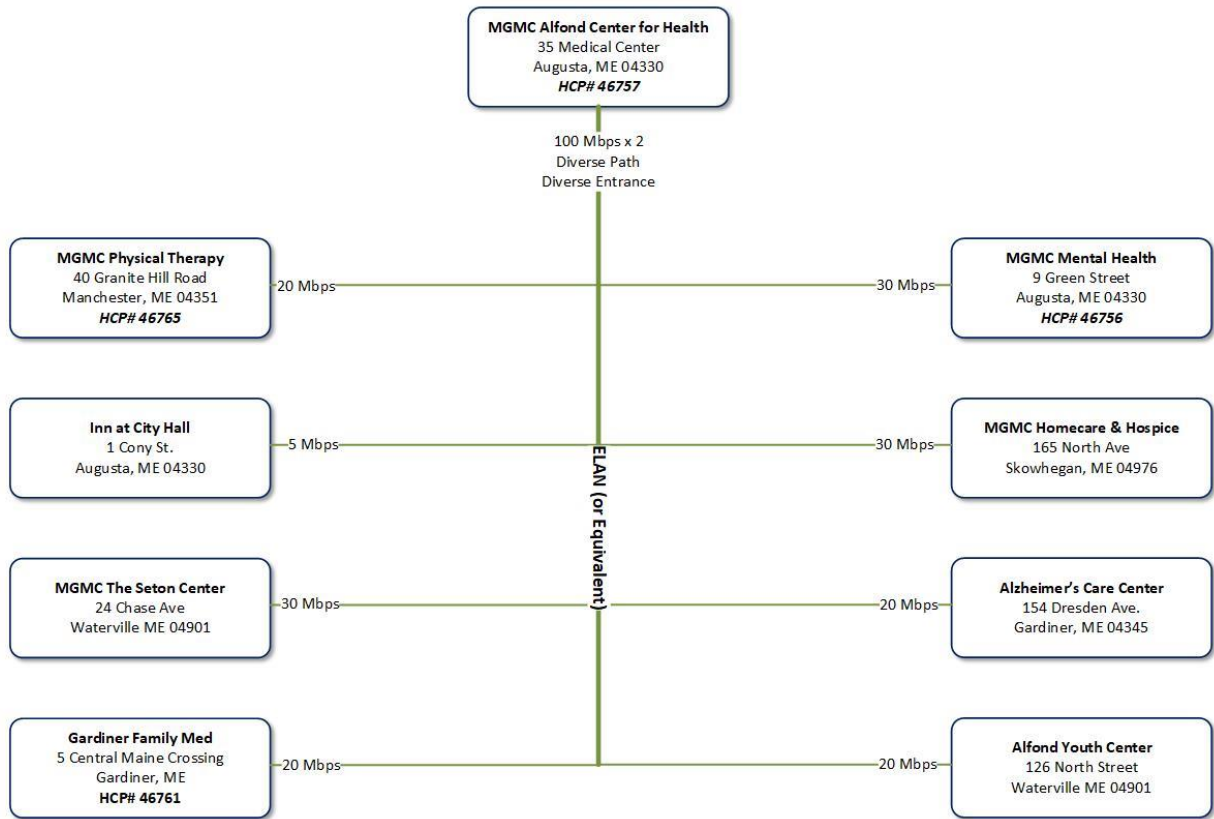 MGMC Alfond Center for Health
35 Medical Center
Augusta, ME 04330
HCP# 46757
100 Mbps x 2
Diverse Path
Diverse Entrance
MGMC Physical Therapy
40 Granite Hill Road
Manchester, ME 04351
HCP# 46765
20 Mbps
30 Mbps
MGMC Mental Health
9 Green Street
Augusta, ME 04330
HCP# 46756
Inn at City Hall
1 Cony St.
Augusta, ME 04330
5 Mbps
30 Mbps
MGMC Homecare & Hospice
165 North Ave
Skowhegan, ME 04976
ELAN (or Equivalent)
MGMC The Seton Center
24 Chase Ave
Waterville ME 04901
30 Mbps
20 Mbps
Alzheimer's Care Center
154 Dresden Ave.
Gardiner, ME 04345
Gardiner Family Med
5 Central Maine Crossing
Gardiner, ME
HCP# 46761
20 Mbps
20 Mbps
Alfond Youth Center
126 North Street
Waterville ME 04901